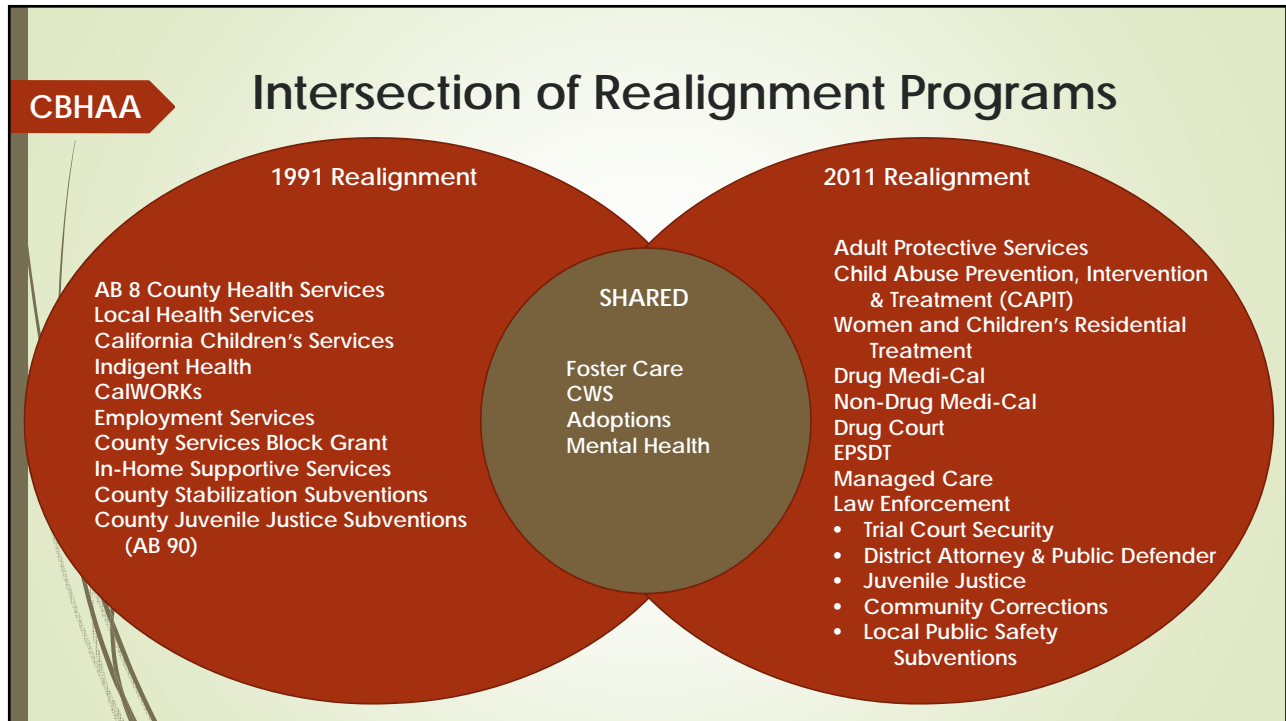 CBHAA
Intersection of Realignment Programs
1991 Realignment
AB 8 County Health Services
Local Health Services
California Children's Services
Indigent Health
CalWORKs
Employment Services
County Services Block Grant
In-Home Supportive Services
County Stabilization Subventions
County Juvenile Justice Subventions
(AB 90)
SHARED
Foster Care
CWS
Adoptions
Mental Health
2011 Realignment
Adult Protective Services
Child Abuse Prevention, Intervention
& Treatment (CAPIT)
Women and Children's Residential
Treatment
Drug Medi-Cal
Non-Drug Medi-Cal
Drug Court
EPSDT
Managed Care
Law Enforcement
• Trial Court Security
• District Attorney & Public Defender
• Juvenile Justice
• Community Corrections
• Local Public Safety
Subventions